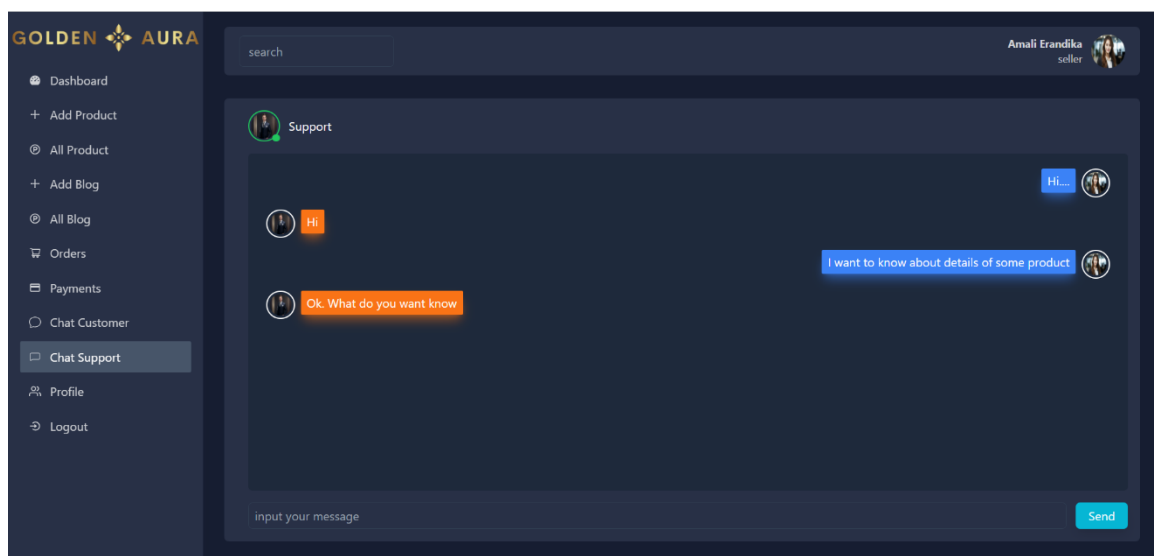 GOLDEN AURA
Dashboard
Add Product
All Product
Add Blog
All Blog
Orders
Payments
Chat Customer
Chat Support
Profile
Logout
search
Amali Erandika
seller
Support
Hi....
Hi
I want to know about details of some product
Ok. What do you want know
input your message
Send